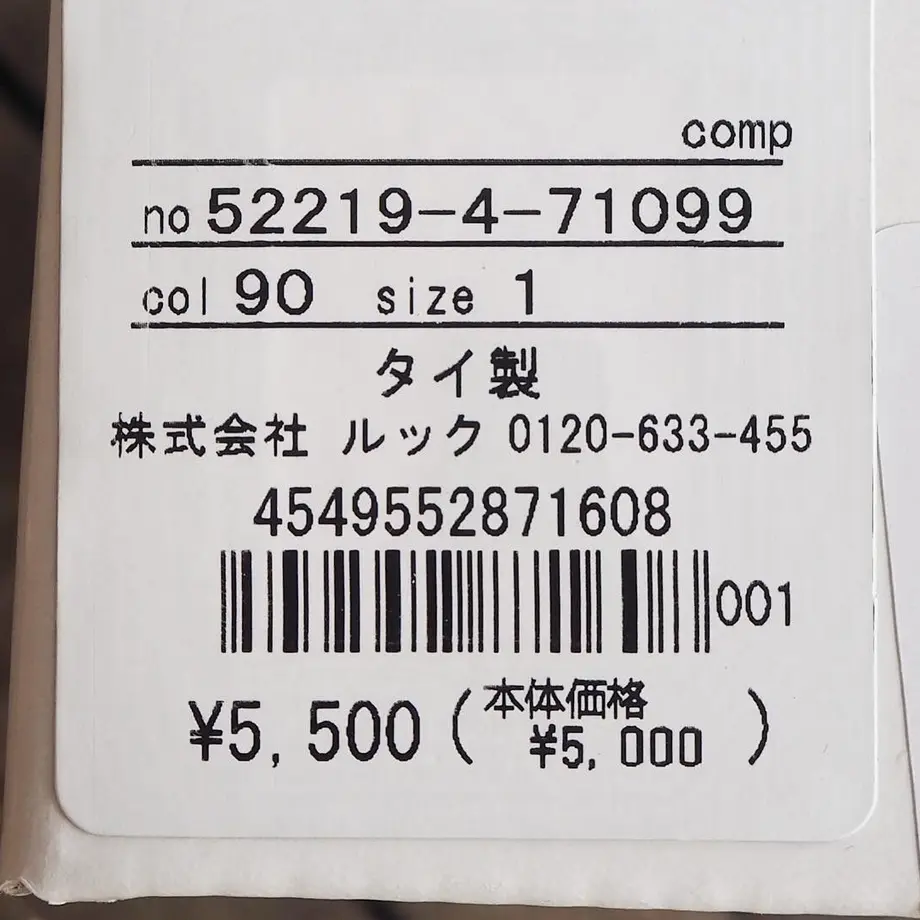 comp
no 52219-4-71099
col 90 size 1
タイ製
株式会社 ルック 0120-633-455
4549552871608
001
¥5,500(本体価格 ¥5,000)